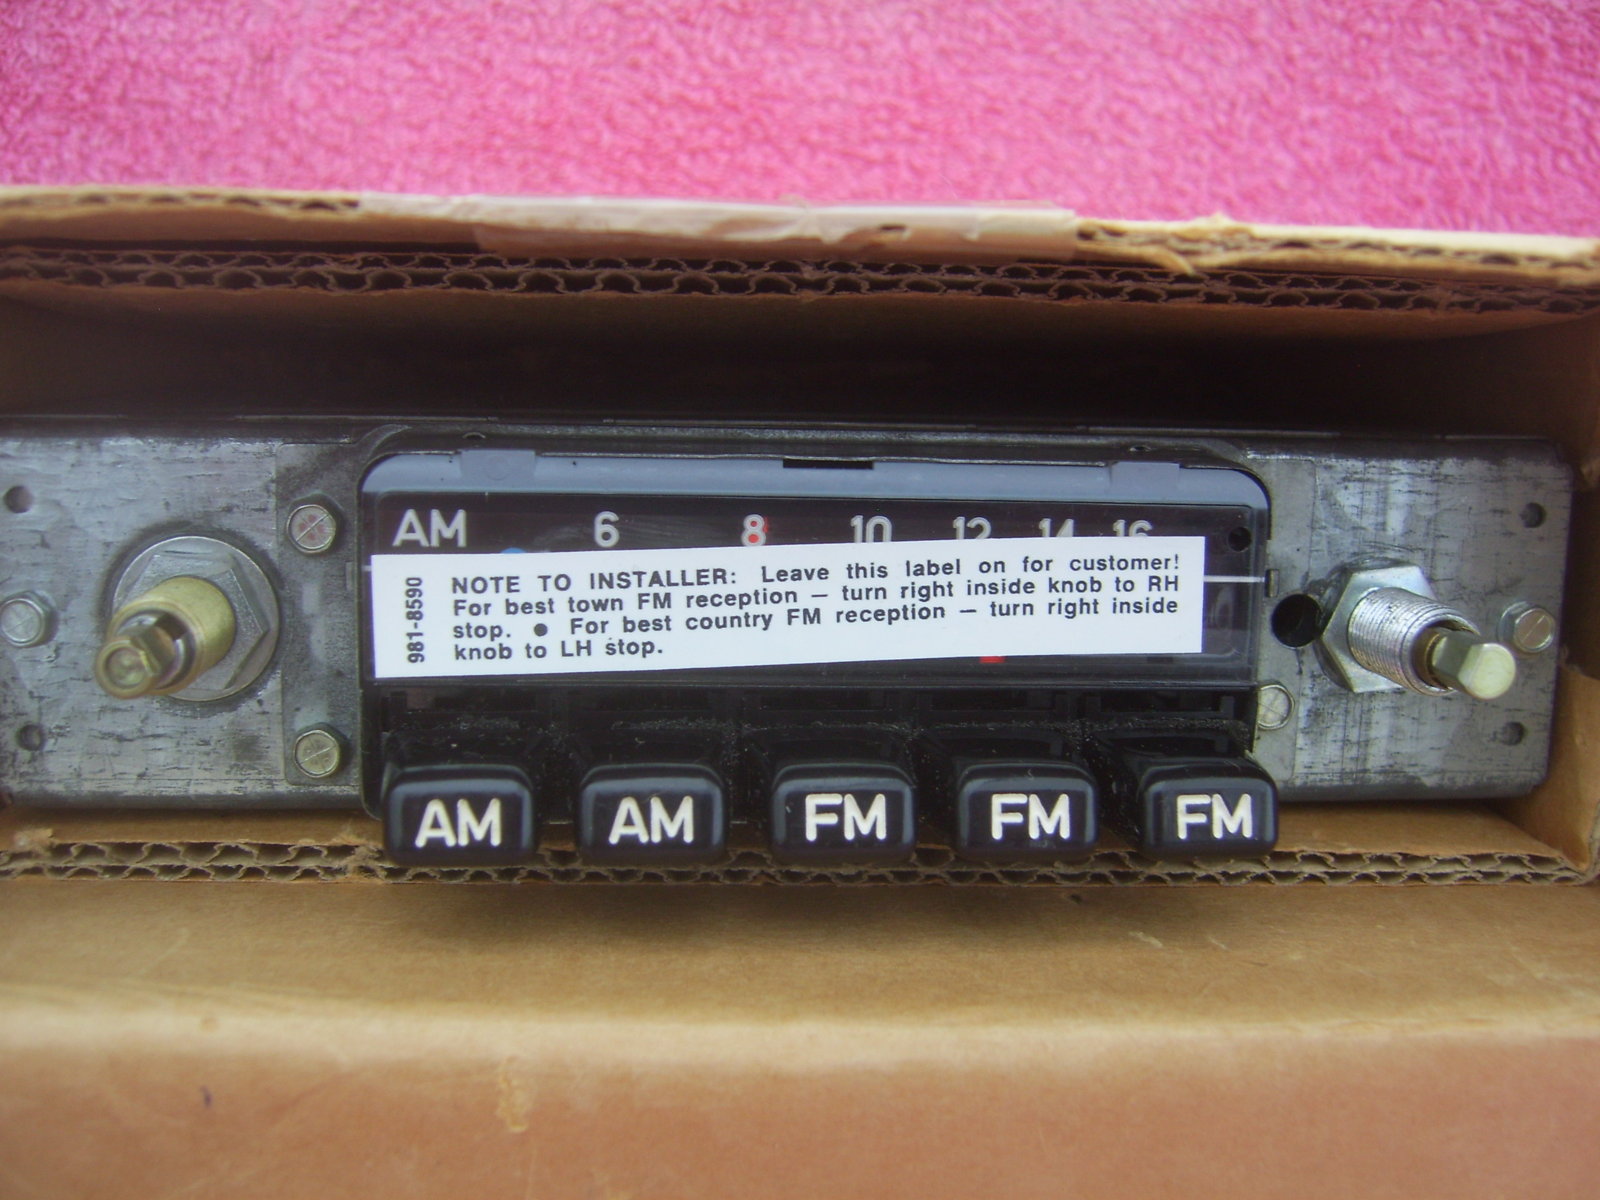 AM 6 8 10 12 14 16
981-8590
NOTE TO INSTALLER: Leave this label on for customer!
For best town FM reception — turn right inside knob to RH
stop. ● For best country FM reception — turn right inside
knob to LH stop.
AM AM FM FM FM